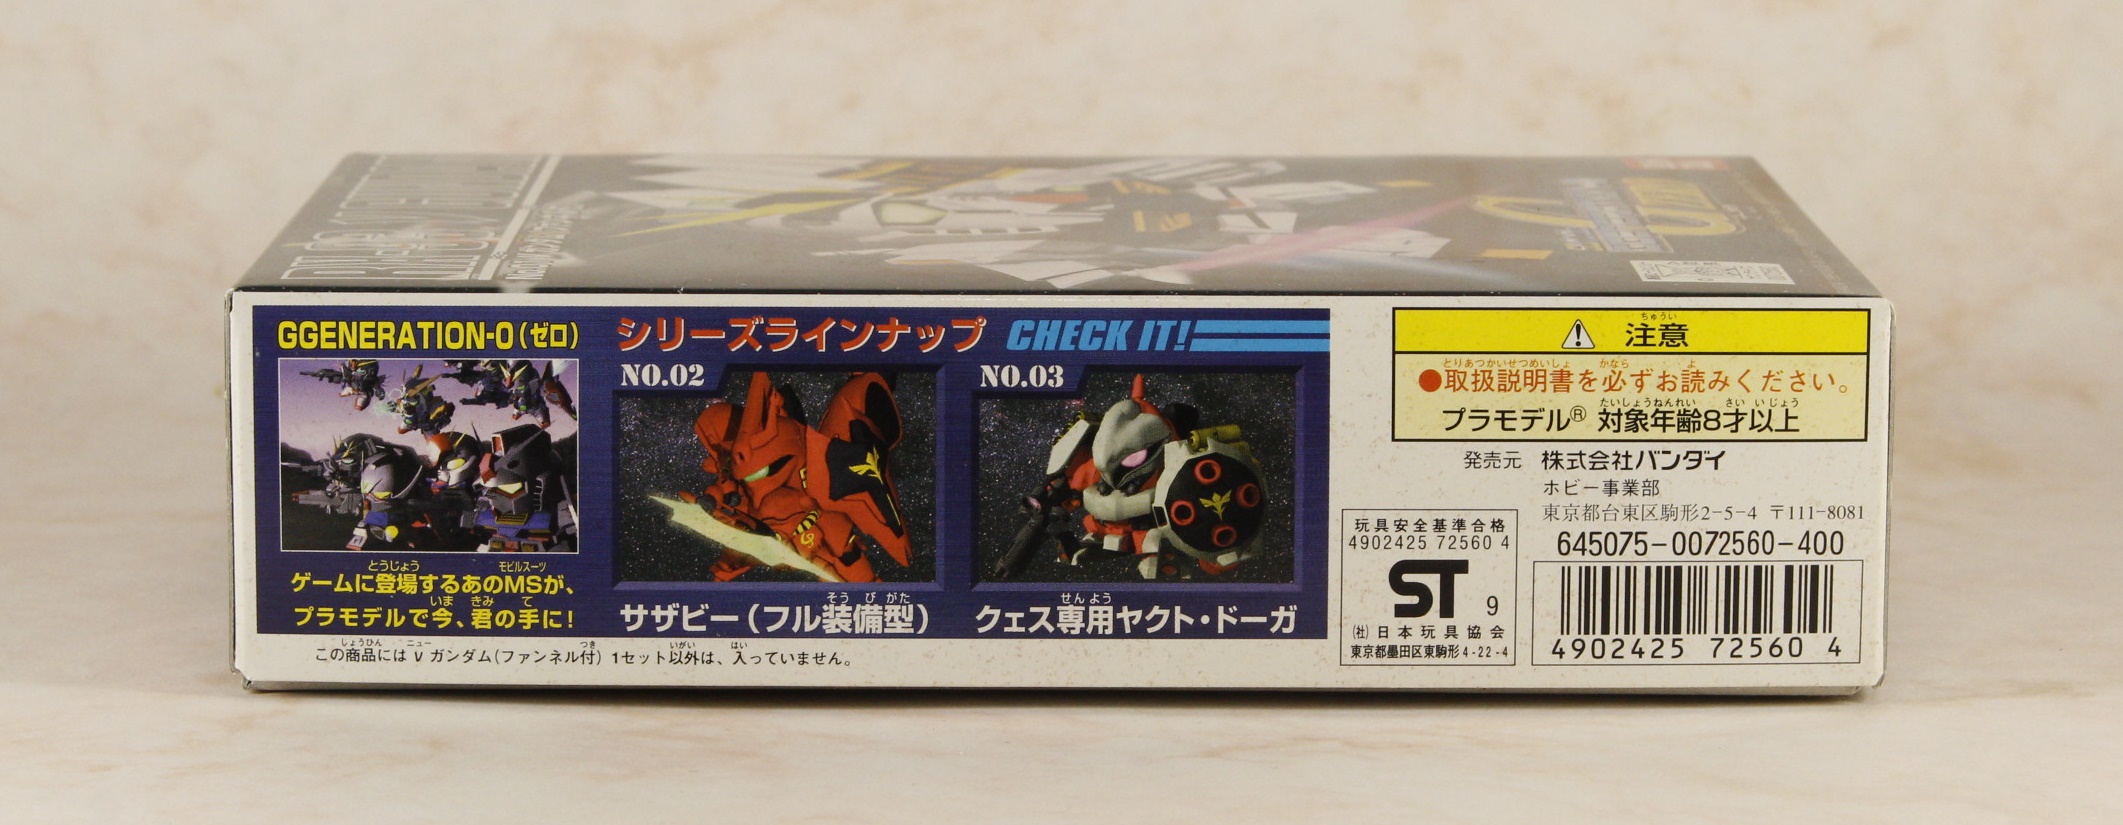 GGENERATION-0(ゼロ)
ゲームに登場するあのMSが、
プラモデルで今、君の手に!
シリーズラインナップ CHECK IT!
NO.02
サザビー(フル装備型)
NO.03
クェス専用ヤクト・ドーガ
この商品には ν ガンダム(ファンネル付) 1セット以外は、入っていません。
注意
●取扱説明書を必ずお読みください。
プラモデル® 対象年齢8才以上
発売元 株式会社バンダイ
ホビー事業部
東京都台東区駒形2-5-4 〒111-8081
645075-0072560-400
玩具安全基準合格
4902425 72560 4
ST 9
(社)日本玩具協会
東京都墨田区東駒形4-22-4
4902425 72560 4